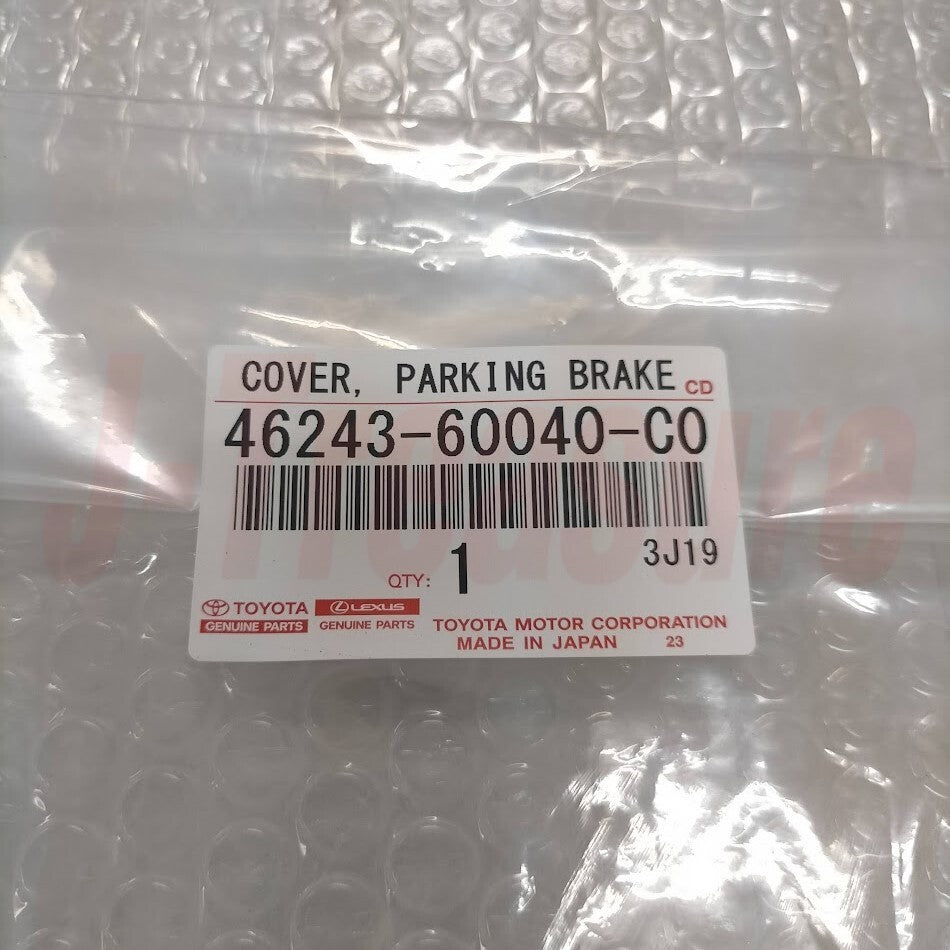 COVER, PARKING BRAKE CD
46243-60040-C0
3J19
QTY: 1
TOYOTA LEXUS
GENUINE PARTS GENUINE PARTS
TOYOTA MOTOR CORPORATION
MADE IN JAPAN 23
J-Treasure